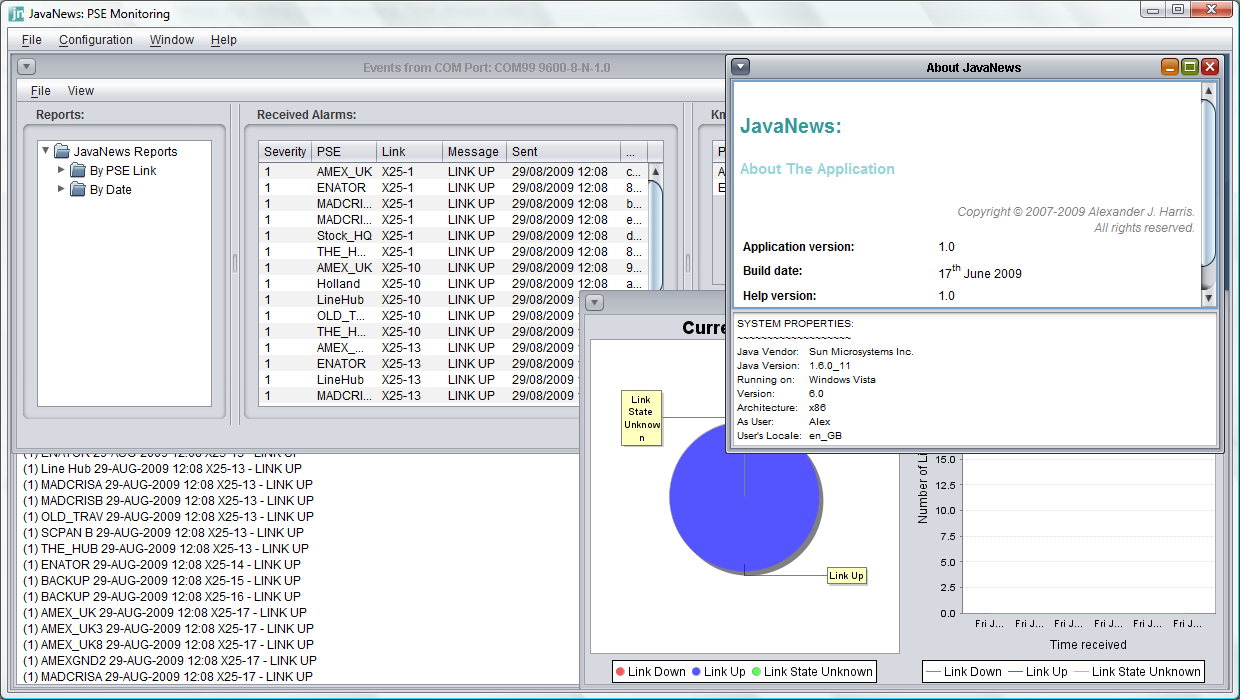 JavaNews: PSE Monitoring
File Configuration Window Help
Events from COM Port: COM99 9600-8-N-1.0
File View
Reports:
JavaNews Reports
By PSE Link
By Date
Received Alarms:
Severity PSE Link Message Sent ...
1 AMEX_UK X25-1 LINK UP 29/08/2009 12:08 c...
1 ENATOR X25-1 LINK UP 29/08/2009 12:08 8...
1 MADCRI... X25-1 LINK UP 29/08/2009 12:08 b...
1 MADCRI... X25-1 LINK UP 29/08/2009 12:08 e...
1 Stock_HQ X25-1 LINK UP 29/08/2009 12:08 d...
1 THE_H... X25-1 LINK UP 29/08/2009 12:08 8...
1 AMEX_UK X25-10 LINK UP 29/08/2009 12:08 9...
1 Holland X25-10 LINK UP 29/08/2009 12:08 a...
1 LineHub X25-10 LINK UP 29/08/2009
1 OLD_T... X25-10 LINK UP 29/08/2009
1 THE_H... X25-10 LINK UP 29/08/2009
1 AMEX_... X25-13 LINK UP 29/08/2009
1 ENATOR X25-13 LINK UP 29/08/2009
1 LineHub X25-13 LINK UP 29/08/2009
1 MADCRI... X25-13 LINK UP 29/08/2009
Kn
P
A
E
(1) ENATOR 29-AUG-2009 12:08 X25-13 - LINK UP
(1) Line Hub 29-AUG-2009 12:08 X25-13 - LINK UP
(1) MADCRISA 29-AUG-2009 12:08 X25-13 - LINK UP
(1) MADCRISB 29-AUG-2009 12:08 X25-13 - LINK UP
(1) OLD_TRAV 29-AUG-2009 12:08 X25-13 - LINK UP
(1) SCPAN B 29-AUG-2009 12:08 X25-13 - LINK UP
(1) THE_HUB 29-AUG-2009 12:08 X25-13 - LINK UP
(1) ENATOR 29-AUG-2009 12:08 X25-14 - LINK UP
(1) BACKUP 29-AUG-2009 12:08 X25-15 - LINK UP
(1) BACKUP 29-AUG-2009 12:08 X25-16 - LINK UP
(1) AMEX_UK 29-AUG-2009 12:08 X25-17 - LINK UP
(1) AMEX_UK3 29-AUG-2009 12:08 X25-17 - LINK UP
(1) AMEX_UK8 29-AUG-2009 12:08 X25-17 - LINK UP
(1) AMEXGND2 29-AUG-2009 12:08 X25-17 - LINK UP
(1) MADCRISA 29-AUG-2009 12:08 X25-17 - LINK UP
Curre
Link
State
Unknow
n
Link Up
Link Down Link Up Link State Unknown
Number of Li
15.0
12.5
10.0
7.5
5.0
2.5
0.0
Fri J... Fri J... Fri J... Fri J... Fri J... Fri J...
Time received
Link Down Link Up Link State Unknown
About JavaNews
JavaNews:
About The Application
Copyright © 2007-2009 Alexander J. Harris.
All rights reserved.
Application version: 1.0
Build date: 17th June 2009
Help version: 1.0
SYSTEM PROPERTIES:
~~~~~~~~~~~~~~~~~~~
Java Vendor: Sun Microsystems Inc.
Java Version: 1.6.0_11
Running on: Windows Vista
Version: 6.0
Architecture: x86
As User: Alex
User's Locale: en_GB